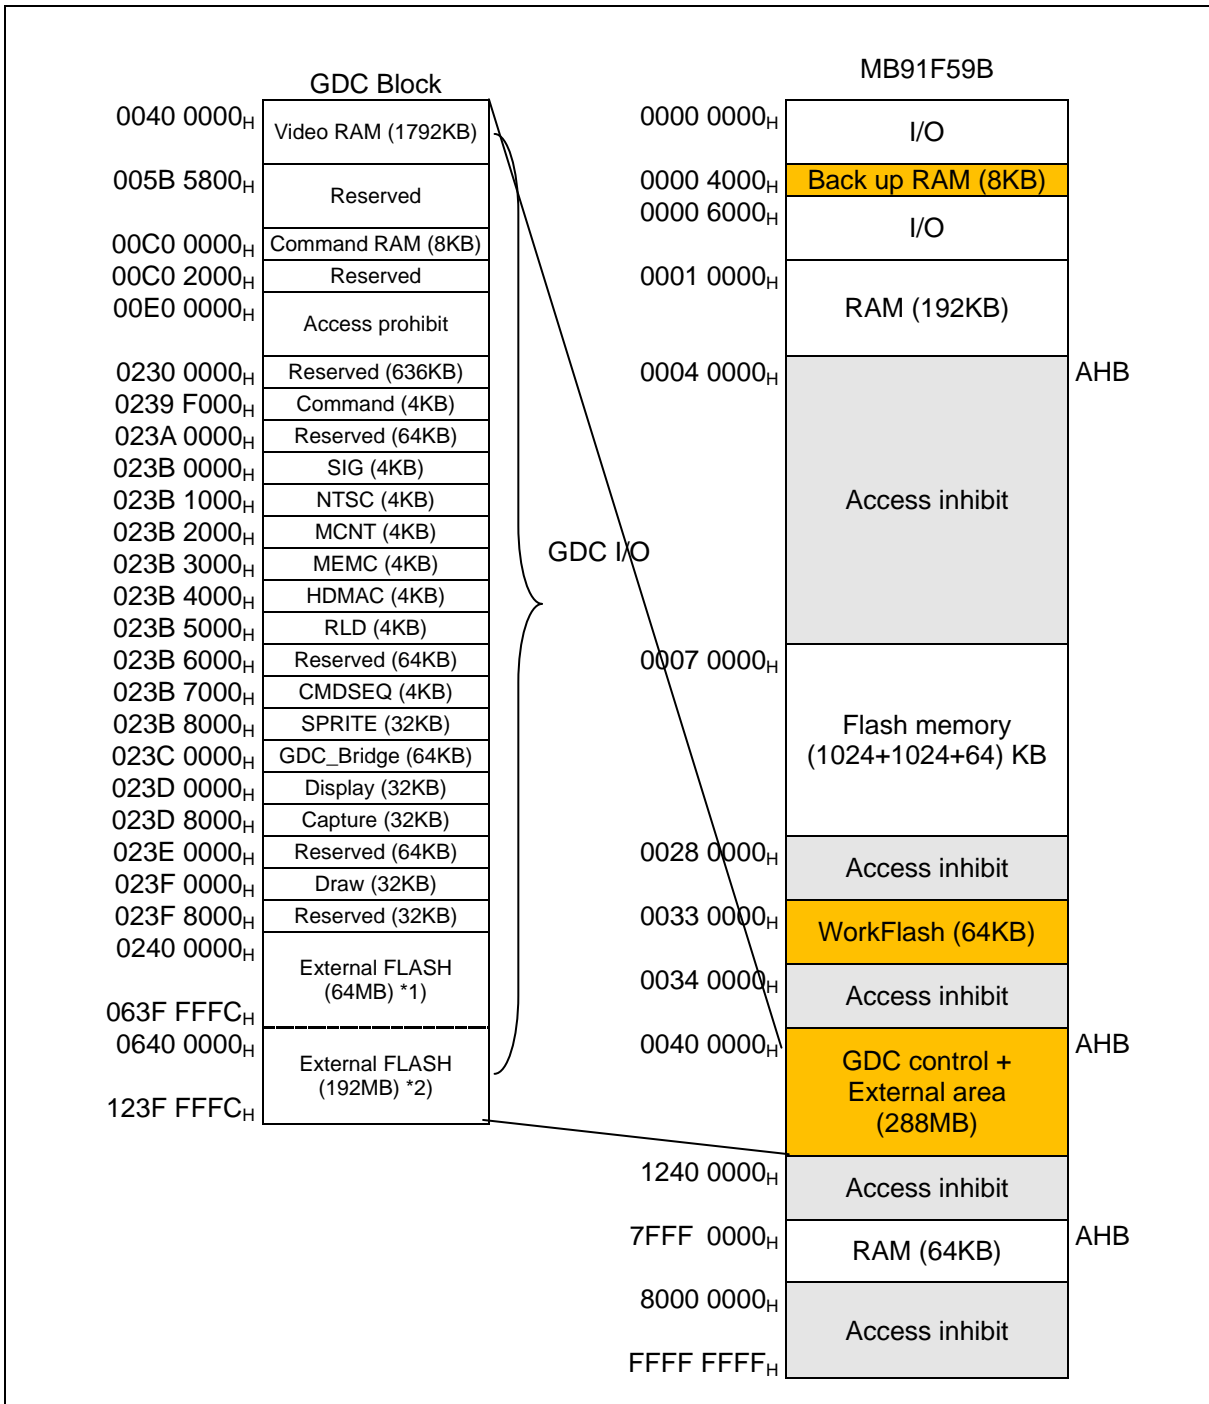 GDC Block
0040 0000H
Video RAM (1792KB)
005B 5800H
Reserved
00C0 0000H
Command RAM (8KB)
00C0 2000H
Reserved
00E0 0000H
Access prohibit
0230 0000H
Reserved (636KB)
0239 F000H
Command (4KB)
023A 0000H
Reserved (64KB)
023B 0000H
SIG (4KB)
023B 1000H
NTSC (4KB)
023B 2000H
MCNT (4KB)
023B 3000H
MEMC (4KB)
023B 4000H
HDMAC (4KB)
023B 5000H
RLD (4KB)
023B 6000H
Reserved (64KB)
023B 7000H
CMDSEQ (4KB)
023B 8000H
SPRITE (32KB)
023C 0000H
GDC_Bridge (64KB)
023D 0000H
Display (32KB)
023D 8000H
Capture (32KB)
023E 0000H
Reserved (64KB)
023F 0000H
Draw (32KB)
023F 8000H
Reserved (32KB)
0240 0000H
External FLASH
(64MB) *1)
063F FFFCH
0640 0000H
External FLASH
(192MB) *2)
123F FFFCH
GDC I/O
MB91F59B
0000 0000H
I/O
0000 4000H
Back up RAM (8KB)
0000 6000H
I/O
0001 0000H
RAM (192KB)
0004 0000H
AHB
Access inhibit
0007 0000H
Flash memory
(1024+1024+64) KB
0028 0000H
Access inhibit
0033 0000H
WorkFlash (64KB)
0034 0000H
Access inhibit
0040 0000H
AHB
GDC control +
External area
(288MB)
1240 0000H
Access inhibit
7FFF 0000H
AHB
RAM (64KB)
8000 0000H
Access inhibit
FFFF FFFFH